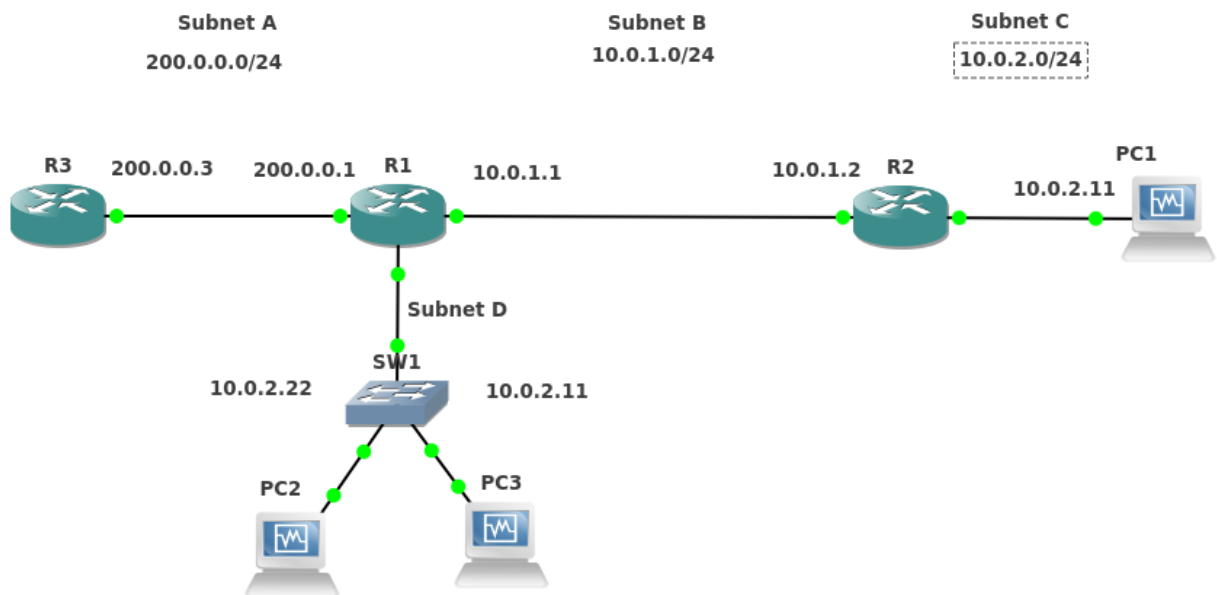 Subnet A
200.0.0.0/24
Subnet B
10.0.1.0/24
Subnet C
10.0.2.0/24
R3
200.0.0.3
200.0.0.1
R1
10.0.1.1
10.0.1.2
R2
10.0.2.11
PC1
Subnet D
SW1
10.0.2.22
10.0.2.11
PC2
PC3